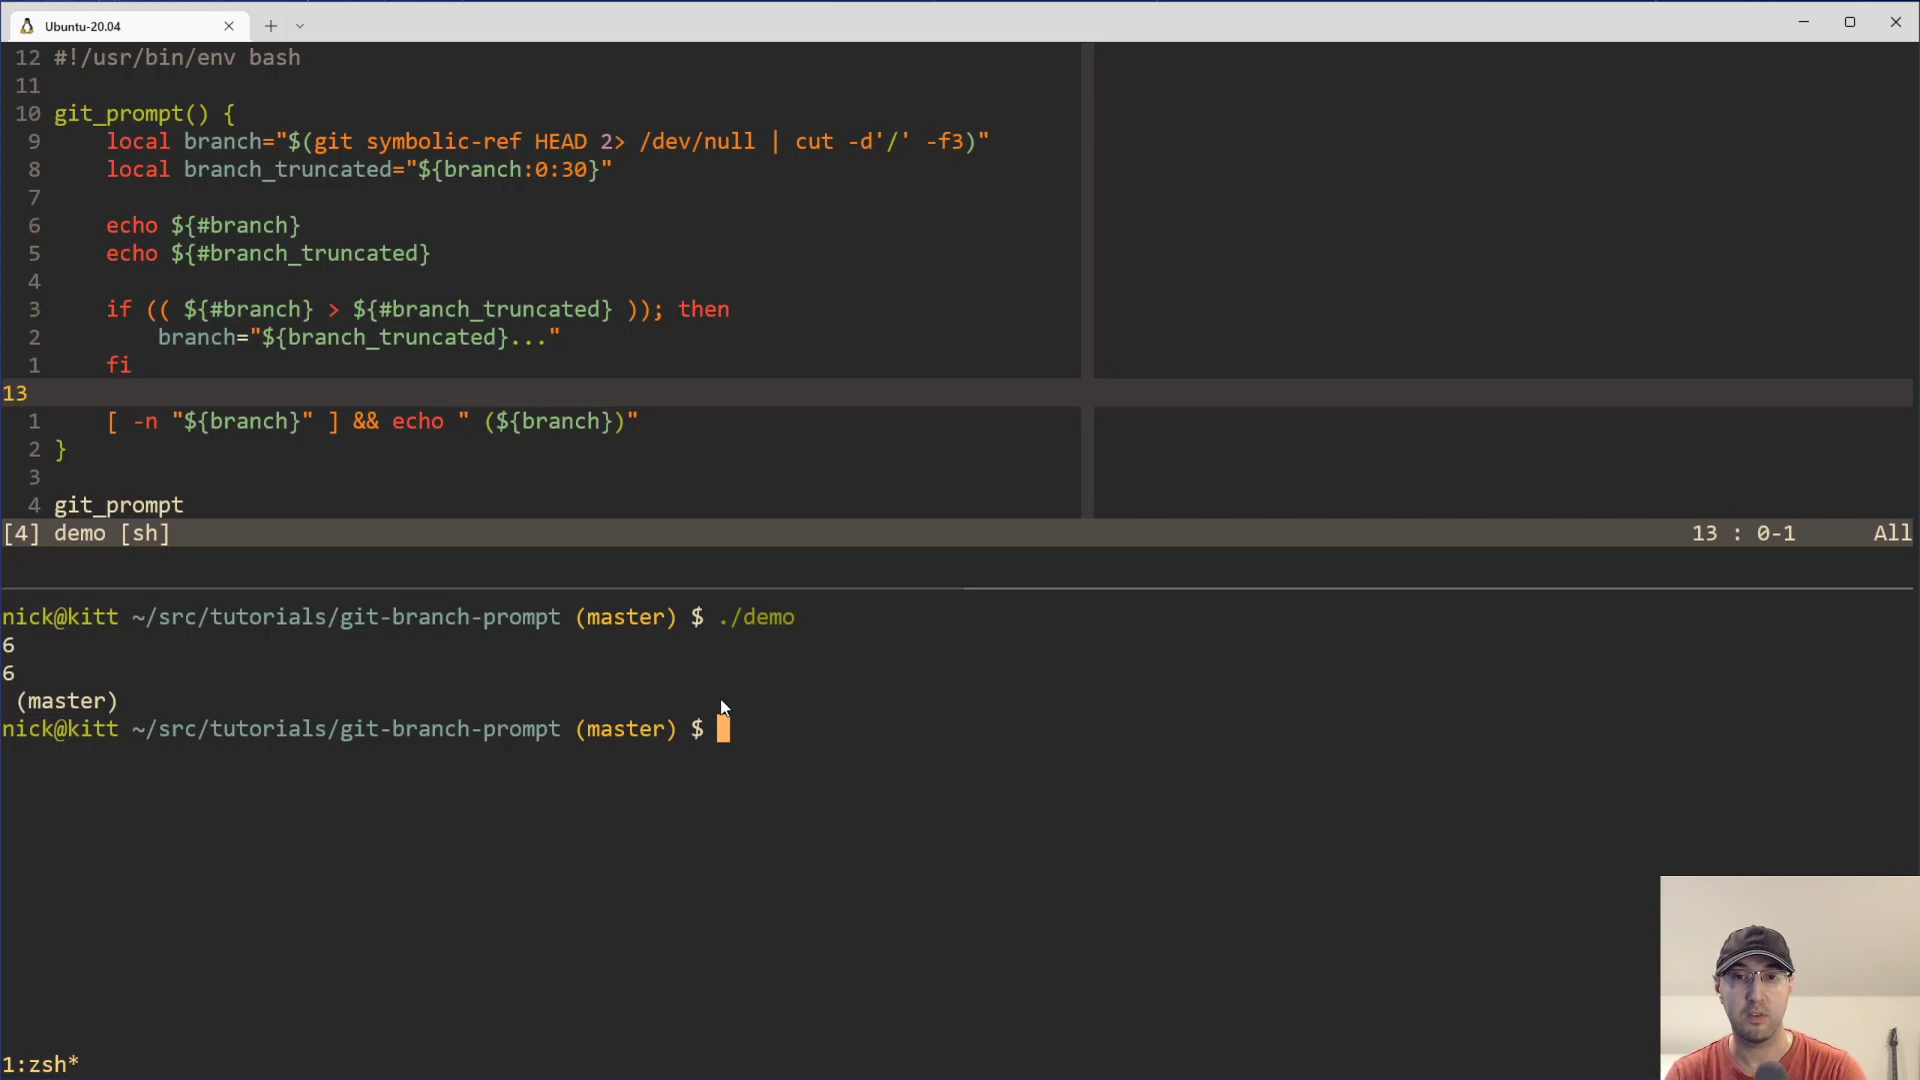 Ubuntu-20.04
12 #!/usr/bin/env bash
11
10 git_prompt() {
9 local branch="$(git symbolic-ref HEAD 2> /dev/null | cut -d'/' -f3)"
8 local branch_truncated="${branch:0:30}"
7
6 echo ${#branch}
5 echo ${#branch_truncated}
4
3 if (( ${#branch} > ${#branch_truncated} )); then
2 branch="${branch_truncated}..."
1 fi
13
1 [ -n "${branch}" ] && echo " (${branch})"
2 }
3
4 git_prompt
[4] demo [sh] 13 : 0-1 All
nick@kitt ~/src/tutorials/git-branch-prompt (master) $ ./demo
6
6
(master)
nick@kitt ~/src/tutorials/git-branch-prompt (master) $
1:zsh*